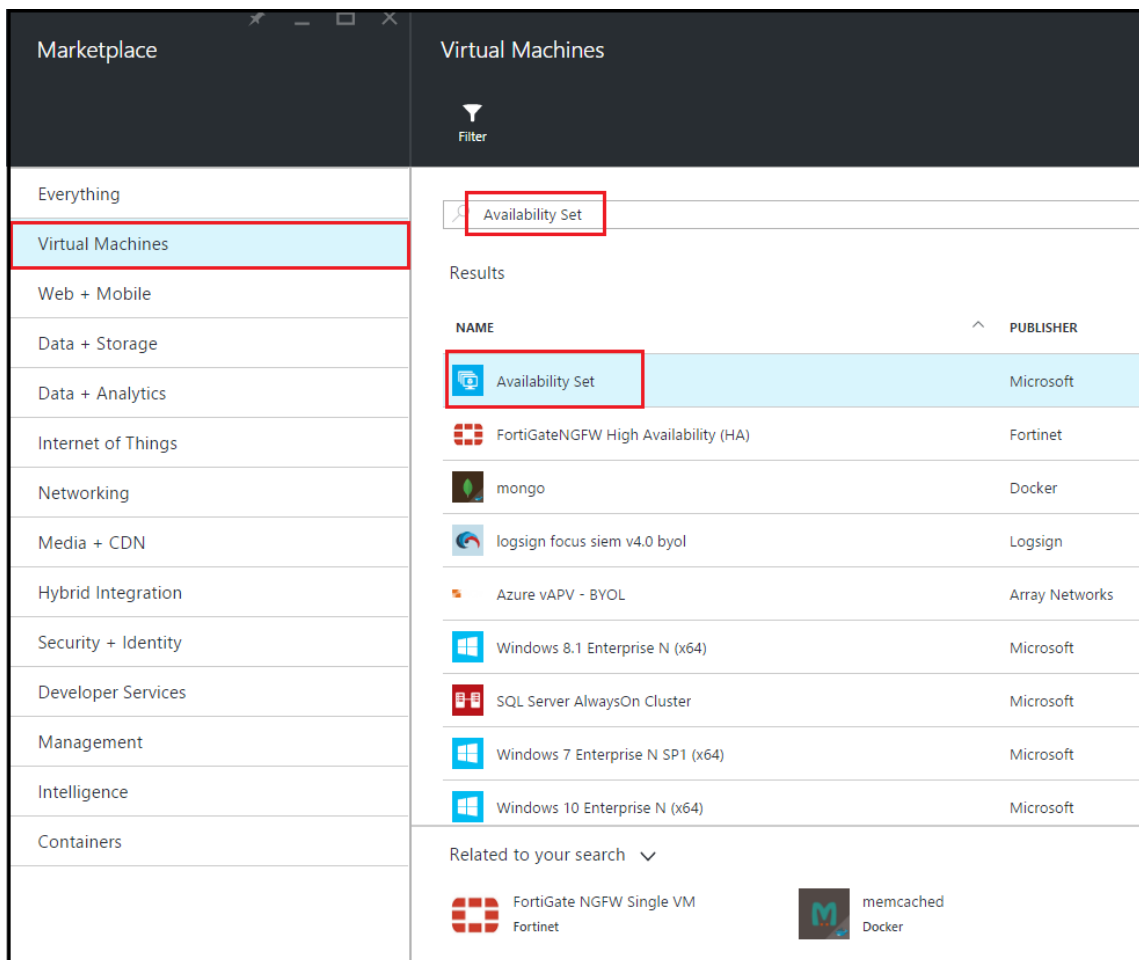 Marketplace
Virtual Machines
Filter
Everything
Virtual Machines
Web + Mobile
Data + Storage
Data + Analytics
Internet of Things
Networking
Media + CDN
Hybrid Integration
Security + Identity
Developer Services
Management
Intelligence
Containers
Availability Set
Results
NAME PUBLISHER
Availability Set Microsoft
FortiGateNGFW High Availability (HA) Fortinet
mongo Docker
logsign focus siem v4.0 byol Logsign
Azure vAPV - BYOL Array Networks
Windows 8.1 Enterprise N (x64) Microsoft
SQL Server AlwaysOn Cluster Microsoft
Windows 7 Enterprise N SP1 (x64) Microsoft
Windows 10 Enterprise N (x64) Microsoft
Related to your search
FortiGate NGFW Single VM
Fortinet
memcached
Docker